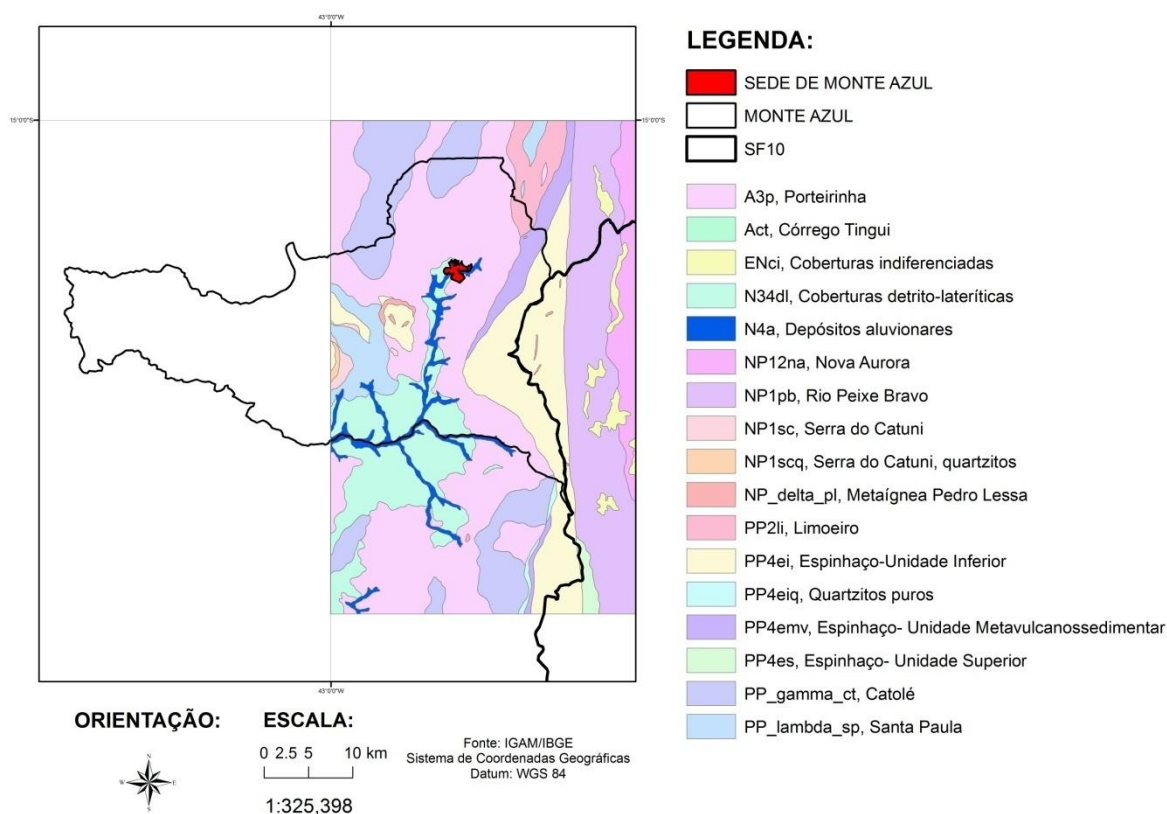 43°0'0"W
15°0'0"S
15°0'0"S
43°0'0"W
LEGENDA:
SEDE DE MONTE AZUL
MONTE AZUL
SF10
A3p, Porteirinha
Act, Córrego Tingui
ENci, Coberturas indiferenciadas
N34dl, Coberturas detrito-lateríticas
N4a, Depósitos aluvionares
NP12na, Nova Aurora
NP1pb, Rio Peixe Bravo
NP1sc, Serra do Catuni
NP1scq, Serra do Catuni, quartzitos
NP_delta_pl, Metaígnea Pedro Lessa
PP2li, Limoeiro
PP4ei, Espinhaço-Unidade Inferior
PP4eiq, Quartzitos puros
PP4emv, Espinhaço- Unidade Metavulcanossedimentar
PP4es, Espinhaço- Unidade Superior
PP_gamma_ct, Catolé
PP_lambda_sp, Santa Paula
ORIENTAÇÃO:
N
W E
S
ESCALA:
0 2.5 5 10 km
1:325,398
Fonte: IGAM/IBGE
Sistema de Coordenadas Geográficas
Datum: WGS 84